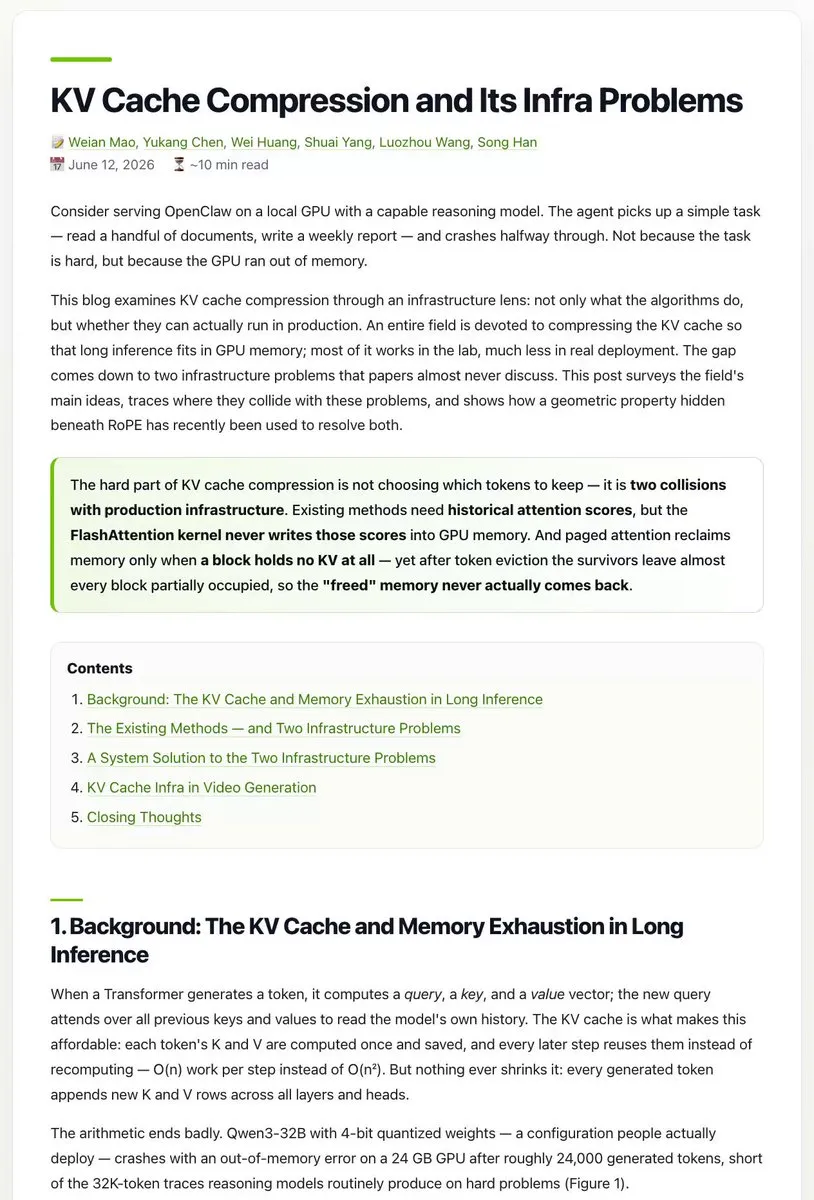 KV Cache Compression and Its Infra Problems
Weian Mao, Yukang Chen, Wei Huang, Shuai Yang, Luozhou Wang, Song Han
June 12, 2026 ~10 min read
Consider serving OpenClaw on a local GPU with a capable reasoning model. The agent picks up a simple task
— read a handful of documents, write a weekly report — and crashes halfway through. Not because the task
is hard, but because the GPU ran out of memory.
This blog examines KV cache compression through an infrastructure lens: not only what the algorithms do,
but whether they can actually run in production. An entire field is devoted to compressing the KV cache so
that long inference fits in GPU memory; most of it works in the lab, much less in real deployment. The gap
comes down to two infrastructure problems that papers almost never discuss. This post surveys the field's
main ideas, traces where they collide with these problems, and shows how a geometric property hidden
beneath RoPE has recently been used to resolve both.
The hard part of KV cache compression is not choosing which tokens to keep — it is two collisions
with production infrastructure. Existing methods need historical attention scores, but the
FlashAttention kernel never writes those scores into GPU memory. And paged attention reclaims
memory only when a block holds no KV at all — yet after token eviction the survivors leave almost
every block partially occupied, so the "freed" memory never actually comes back.
Contents
1. Background: The KV Cache and Memory Exhaustion in Long Inference
2. The Existing Methods — and Two Infrastructure Problems
3. A System Solution to the Two Infrastructure Problems
4. KV Cache Infra in Video Generation
5. Closing Thoughts
1. Background: The KV Cache and Memory Exhaustion in Long
Inference
When a Transformer generates a token, it computes a query, a key, and a value vector; the new query
attends over all previous keys and values to read the model's own history. The KV cache is what makes this
affordable: each token's K and V are computed once and saved, and every later step reuses them instead of
recomputing — O(n) work per step instead of O(n²). But nothing ever shrinks it: every generated token
appends new K and V rows across all layers and heads.
The arithmetic ends badly. Qwen3-32B with 4-bit quantized weights — a configuration people actually
deploy — crashes with an out-of-memory error on a 24 GB GPU after roughly 24,000 generated tokens, short
of the 32K-token traces reasoning models routinely produce on hard problems (Figure 1).